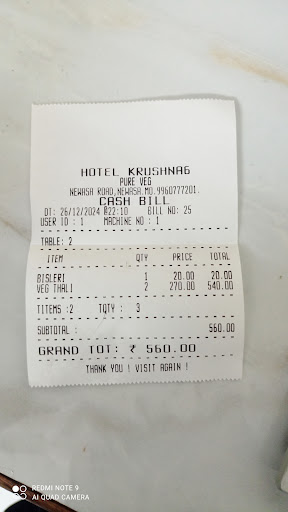 HOTEL KRUSHNAG
PURE VEG
NEWASA ROAD,NEWASA.MO.9960777201.
CASH BILL
DT: 26/12/2024 @22:10 BILL NO: 25
USER ID : 1 MACHINE NO : 1
TABLE: 2
ITEM QTY PRICE TOTAL
BISLERI 1 20.00 20.00
VEG THALI 2 270.00 540.00
TITEMS :2 TQTY : 3
SUBTOTAL : 560.00
GRAND TOT: ₹ 560.00
THANK YOU ! VISIT AGAIN !
REDMI NOTE 9
AI QUAD CAMERA